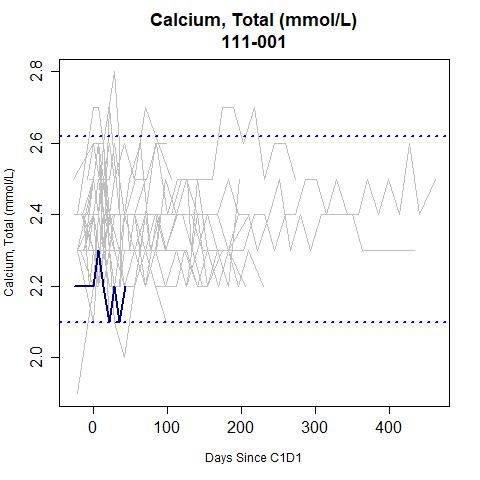 Calcium, Total (mmol/L)
111-001
Calcium, Total (mmol/L)
2.8
2.6
2.4
2.2
2.0
0 100 200 300 400
Days Since C1D1